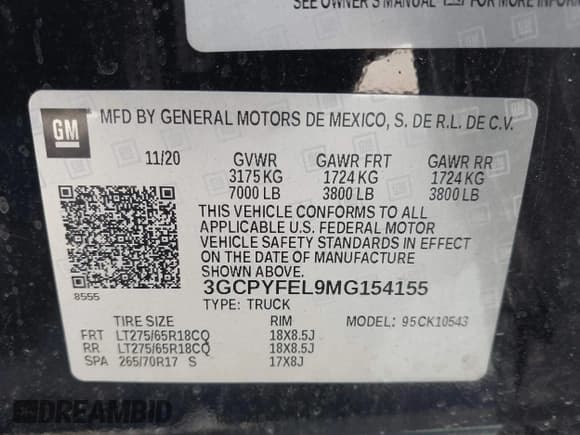 SEE OWNER'S MANUAL
FOR MORE INFORM
GM
MFD BY GENERAL MOTORS DE MEXICO, S. DE R.L. DE C.V.
11/20 GVWR GAWR FRT GAWR RR
3175 KG 1724 KG 1724 KG
7000 LB 3800 LB 3800 LB
THIS VEHICLE CONFORMS TO ALL
APPLICABLE U.S. FEDERAL MOTOR
VEHICLE SAFETY STANDARDS IN EFFECT
ON THE DATE OF MANUFACTURE
SHOWN ABOVE.
8555
3GCPYFEL9MG154155
TYPE: TRUCK
TIRE SIZE RIM MODEL: 95CK10543
FRT LT275/65R18CQ 18X8.5J
RR LT275/65R18CQ 18X8.5J
SPA 265/70R17 S 17X8J
DREAMBID